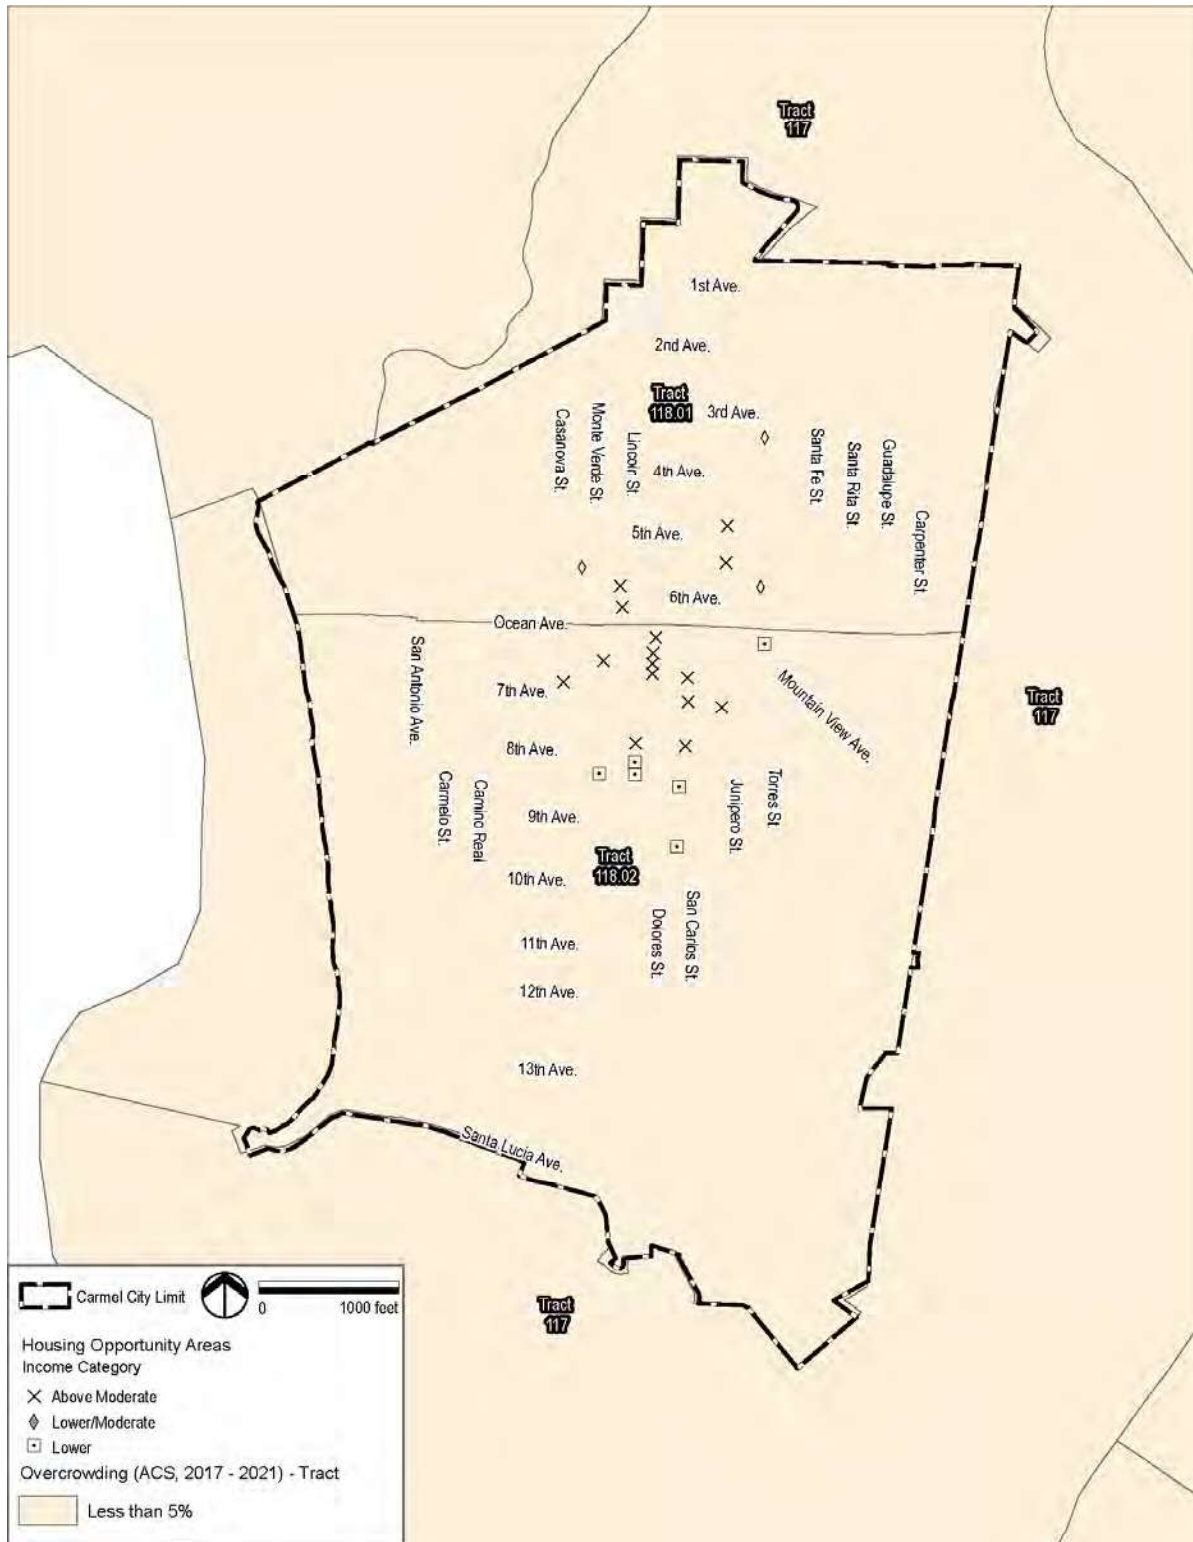 Tract
117
1st Ave.
2nd Ave.
Tract
118.01
3rd Ave.
Casanova St.
Monte Verde St.
Lincoln St.
4th Ave.
Santa Fe St.
Santa Rita St.
Guadalupe St.
Carpenter St.
5th Ave.
6th Ave.
Ocean Ave.
San Antonio Ave.
7th Ave.
Mountain View Ave.
Tract
117
8th Ave.
Carmelo St.
Camino Real
Junipero St.
Torres St.
9th Ave.
Tract
118.02
10th Ave.
Dolores St.
San Carlos St.
11th Ave.
12th Ave.
13th Ave.
Santa Lucia Ave.
Tract
117
Carmel City Limit
0 1000 feet
Housing Opportunity Areas
Income Category
Above Moderate
Lower/Moderate
Lower
Overcrowding (ACS, 2017 - 2021) - Tract
Less than 5%